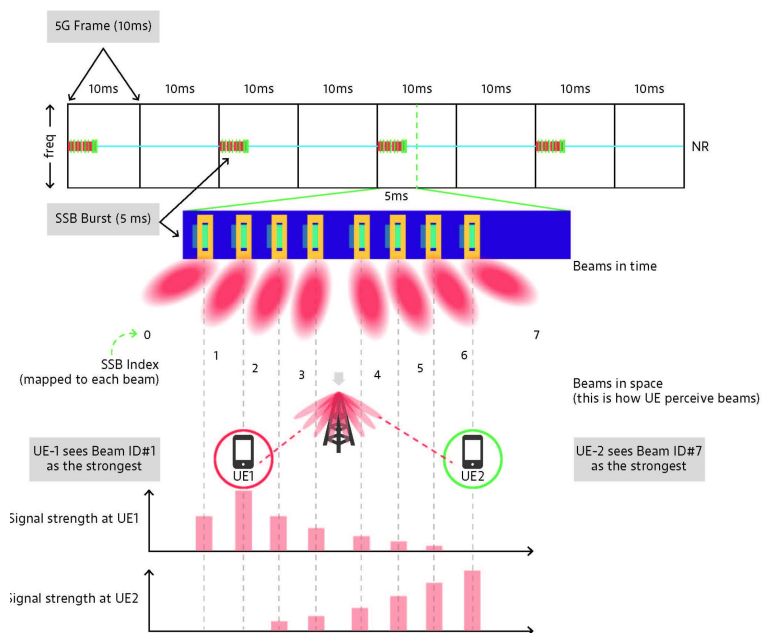 5G Frame (10ms)
10ms 10ms 10ms 10ms 10ms 10ms 10ms 10ms
freq
NR
5ms
SSB Burst (5 ms)
Beams in time
0 7
1 2 3 4 5 6
SSB Index
(mapped to each beam)
Beams in space
(this is how UE perceive beams)
UE-1 sees Beam ID#1
as the strongest
UE1
UE2
UE-2 sees Beam ID#7
as the strongest
Signal strength at UE1
Signal strength at UE2